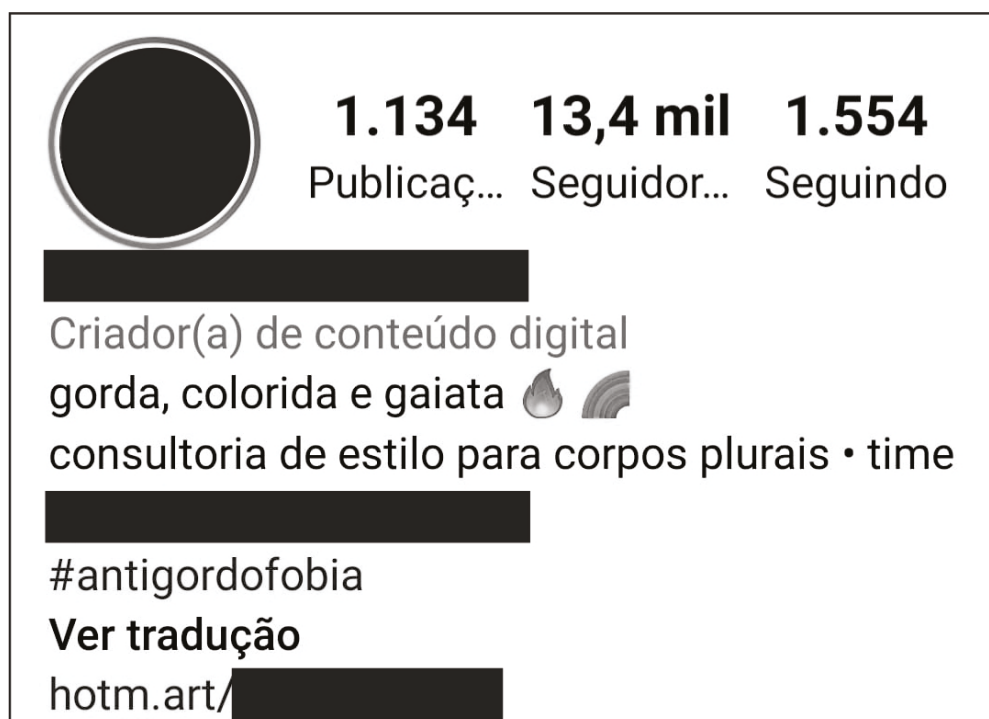 1.134 13,4 mil 1.554
Publicaç... Seguidor... Seguindo
Criador(a) de conteúdo digital
gorda, colorida e gaiata
consultoria de estilo para corpos plurais • time
#antigordofobia
Ver tradução
hotm.art/